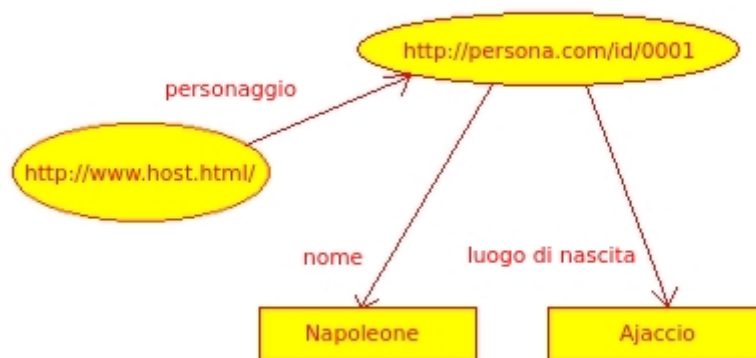 http://persona.com/id/0001
personaggio
http://www.host.html/
nome
luogo di nascita
Napoleone
Ajaccio